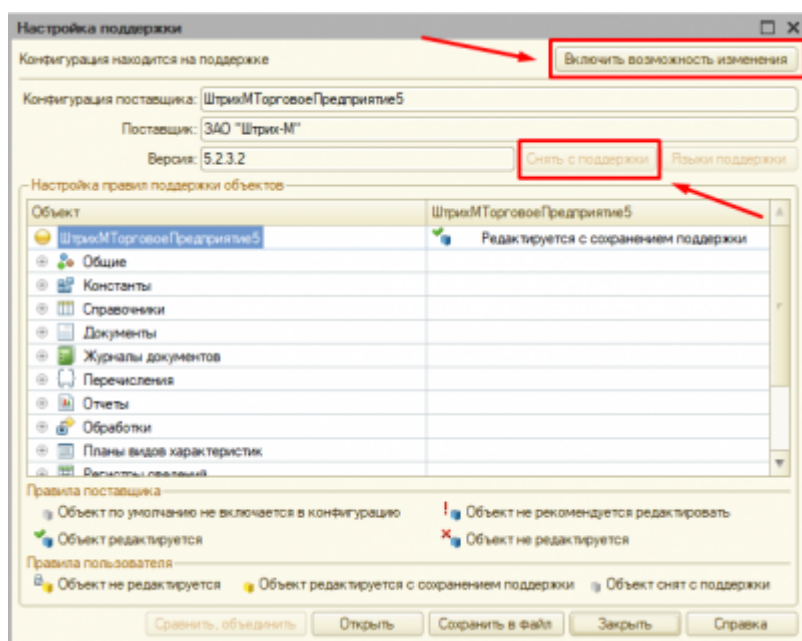 Настройка поддержки
Конфигурация находится на поддержке
Включить возможность изменения
Конфигурация поставщика: ШтрихМТорговоеПредприятие5
Поставщик: ЗАО "Штрих-М"
Версия: 5.2.3.2 Снять с поддержки Языки поддержки
Настройка правил поддержки объектов
Объект ШтрихМТорговоеПредприятие5
ШтрихМТорговоеПредприятие5 Редактируется с сохранением поддержки
Общие
Константы
Справочники
Документы
Журналы документов
Перечисления
Отчеты
Обработки
Планы видов характеристик
Регистры сведений
Правила поставщика
Объект по умолчанию не включается в конфигурацию Объект не рекомендуется редактировать
Объект редактируется Объект не редактируется
Правила пользователя
Объект не редактируется Объект редактируется с сохранением поддержки Объект снят с поддержки
Сравнить, объединить Открыть Сохранить в файл Закрыть Справка